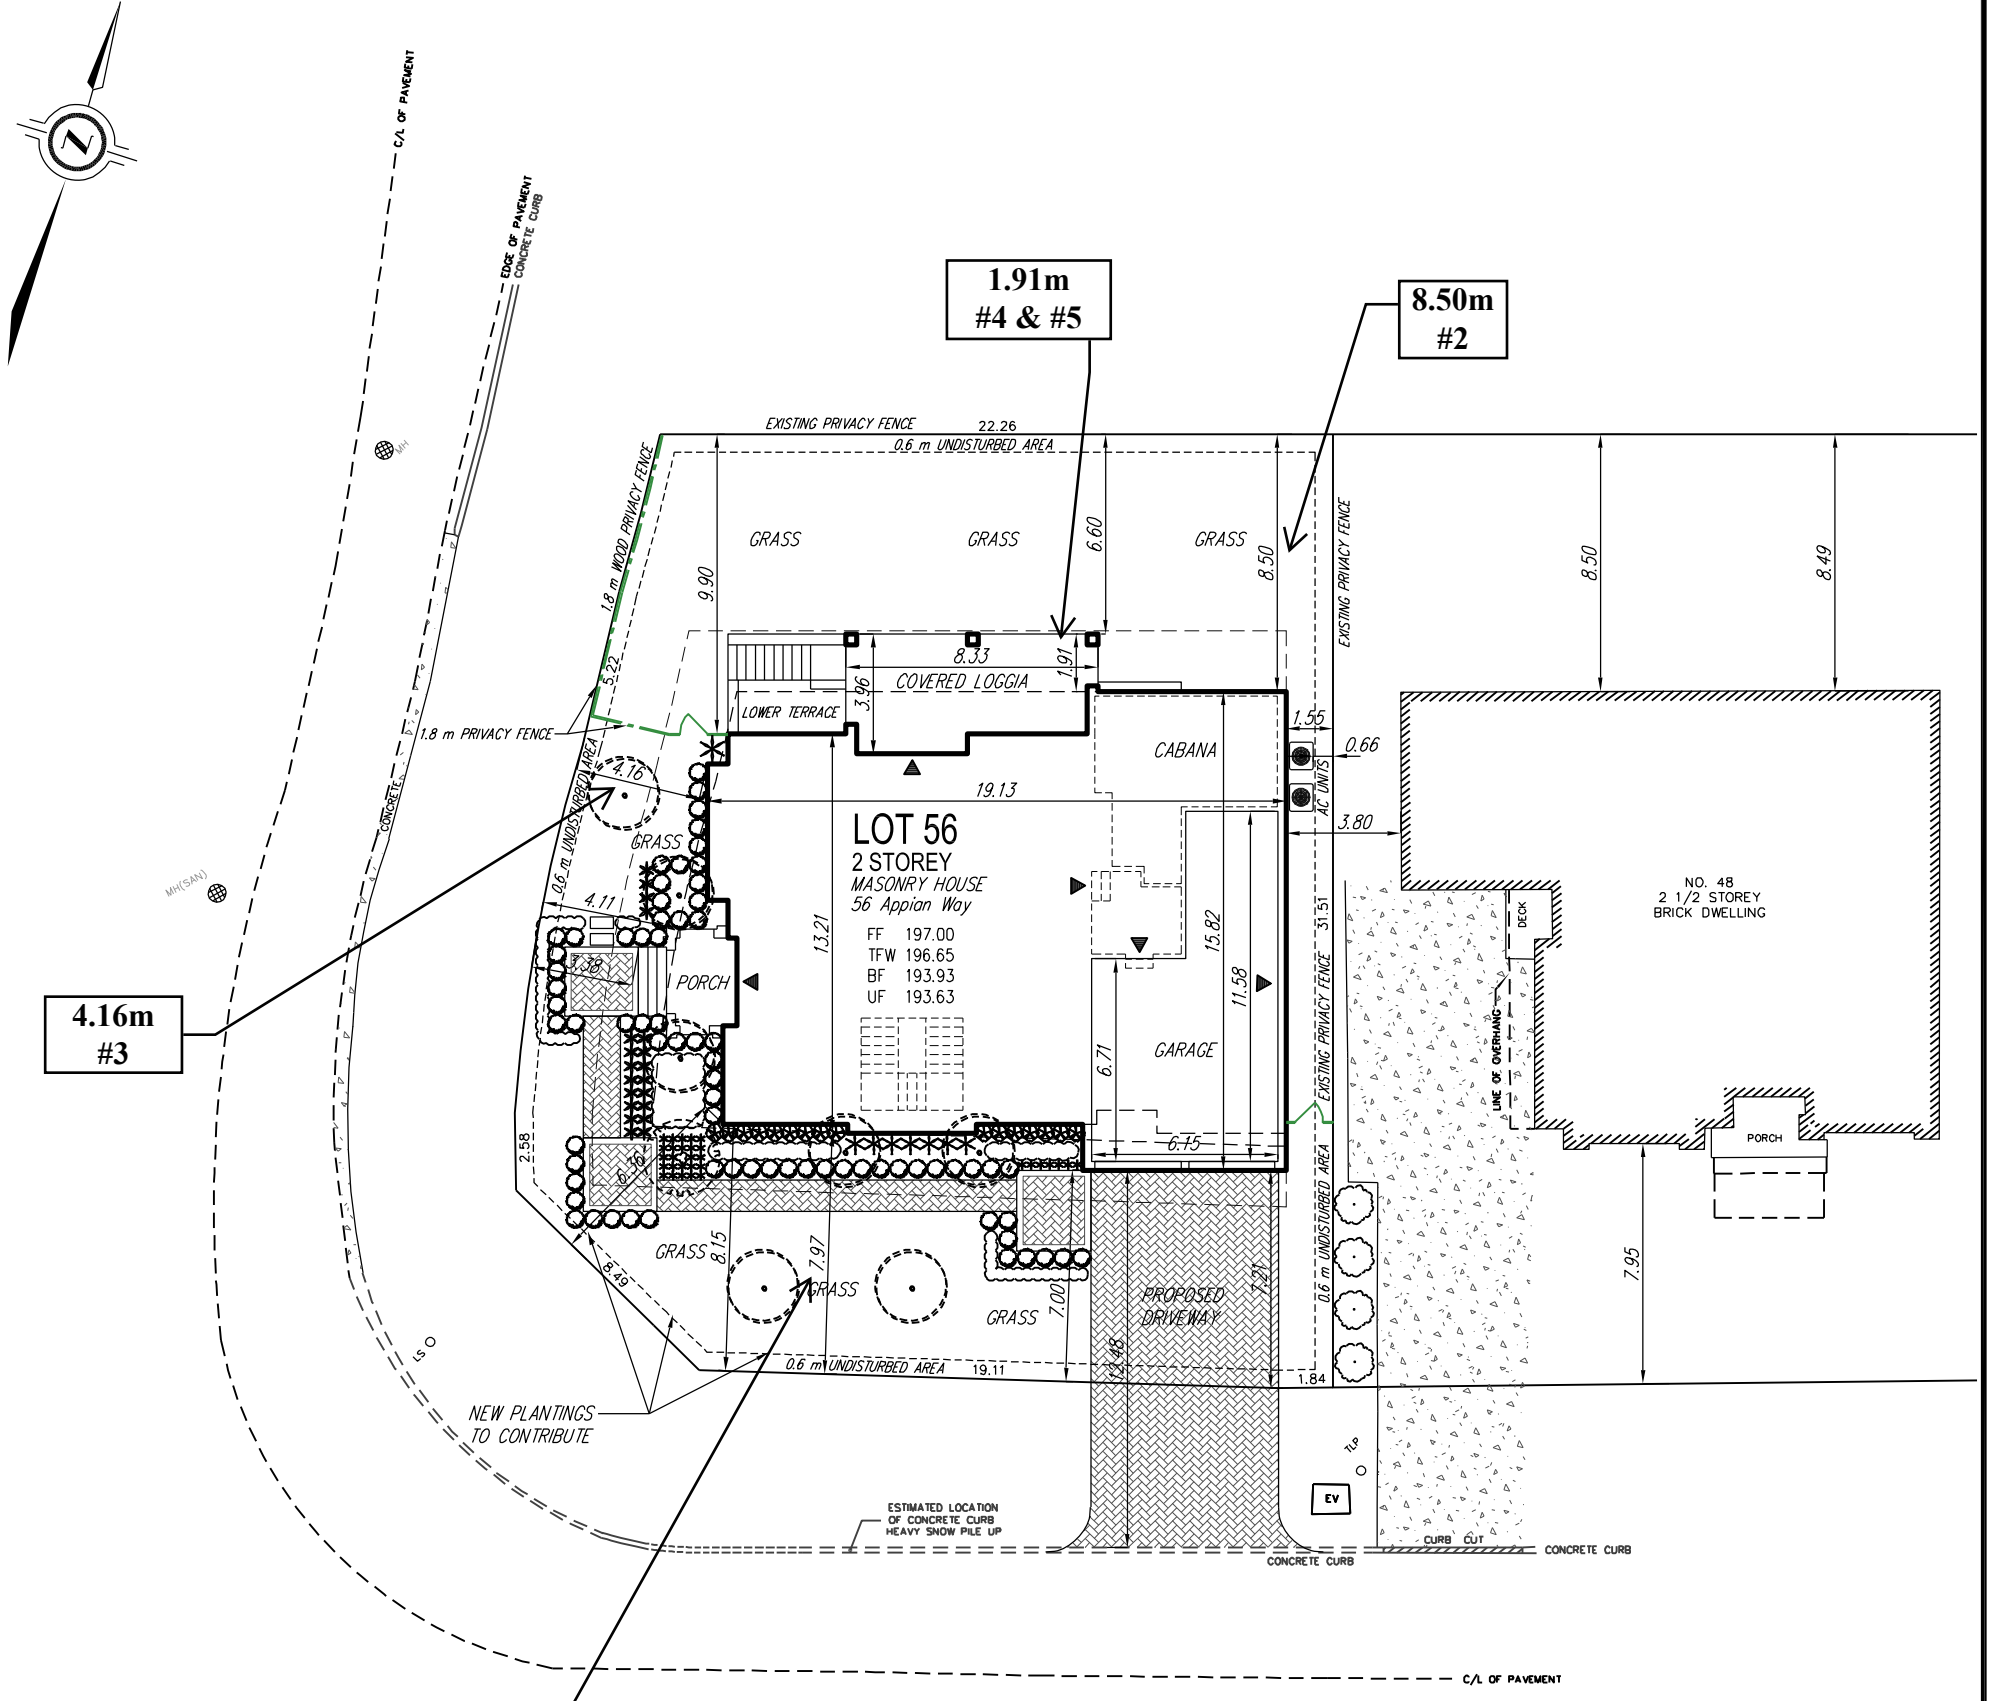 N
C/L OF PAVEMENT
EDGE OF PAVEMENT
CONCRETE CURB
1.91m
#4 & #5
8.50m
#2
EXISTING PRIVACY FENCE
22.26
0.6 m UNDISTURBED AREA
MH
1.8 m WOOD PRIVACY FENCE
GRASS
GRASS
GRASS
9.90
6.60
8.50
EXISTING PRIVACY FENCE
8.50
8.49
5.22
8.33
1.91
3.96
COVERED LOGGIA
LOWER TERRACE
1.8 m PRIVACY FENCE
1.55
0.66
CABANA
AC UNITS
4.16
19.13
3.80
CONCRETE
0.6 m UNDISTURBED AREA
GRASS
LOT 56
2 STOREY
MASONRY HOUSE
56 Appian Way
FF 197.00
TFW 196.65
BF 193.93
UF 193.63
MH(SAN)
4.11
13.21
15.82
31.51
DECK
NO. 48
2 1/2 STOREY
BRICK DWELLING
3.38
PORCH
11.58
4.16m
#3
6.71
GARAGE
EXISTING PRIVACY FENCE
LINE OF OVERHANG
2.58
6.15
PORCH
6.16
0.6 m UNDISTURBED AREA
GRASS
8.15
7.97
GRASS
8.49
7.00
GRASS
PROPOSED
DRIVEWAY
7.21
7.95
LS
12.48
0.6 m UNDISTURBED AREA
19.11
1.84
NEW PLANTINGS
TO CONTRIBUTE
TLP
EV
ESTIMATED LOCATION
OF CONCRETE CURB
HEAVY SNOW PILE UP
CURB CUT
CONCRETE CURB
CONCRETE CURB
C/L OF PAVEMENT